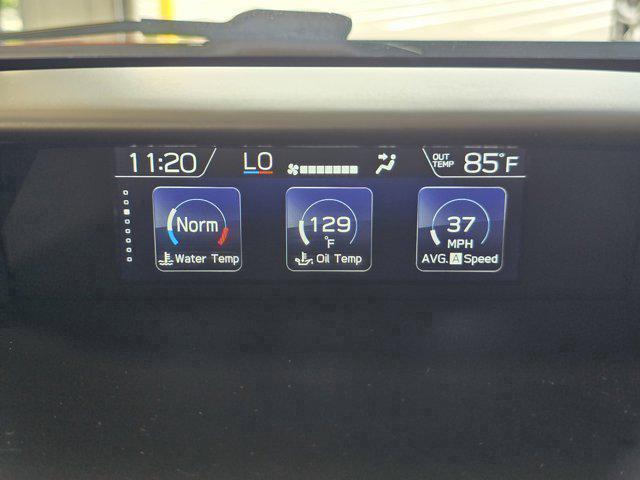 11:20 LO OUT TEMP 85°F
Norm
Water Temp
129
°F
Oil Temp
37
MPH
AVG. A Speed